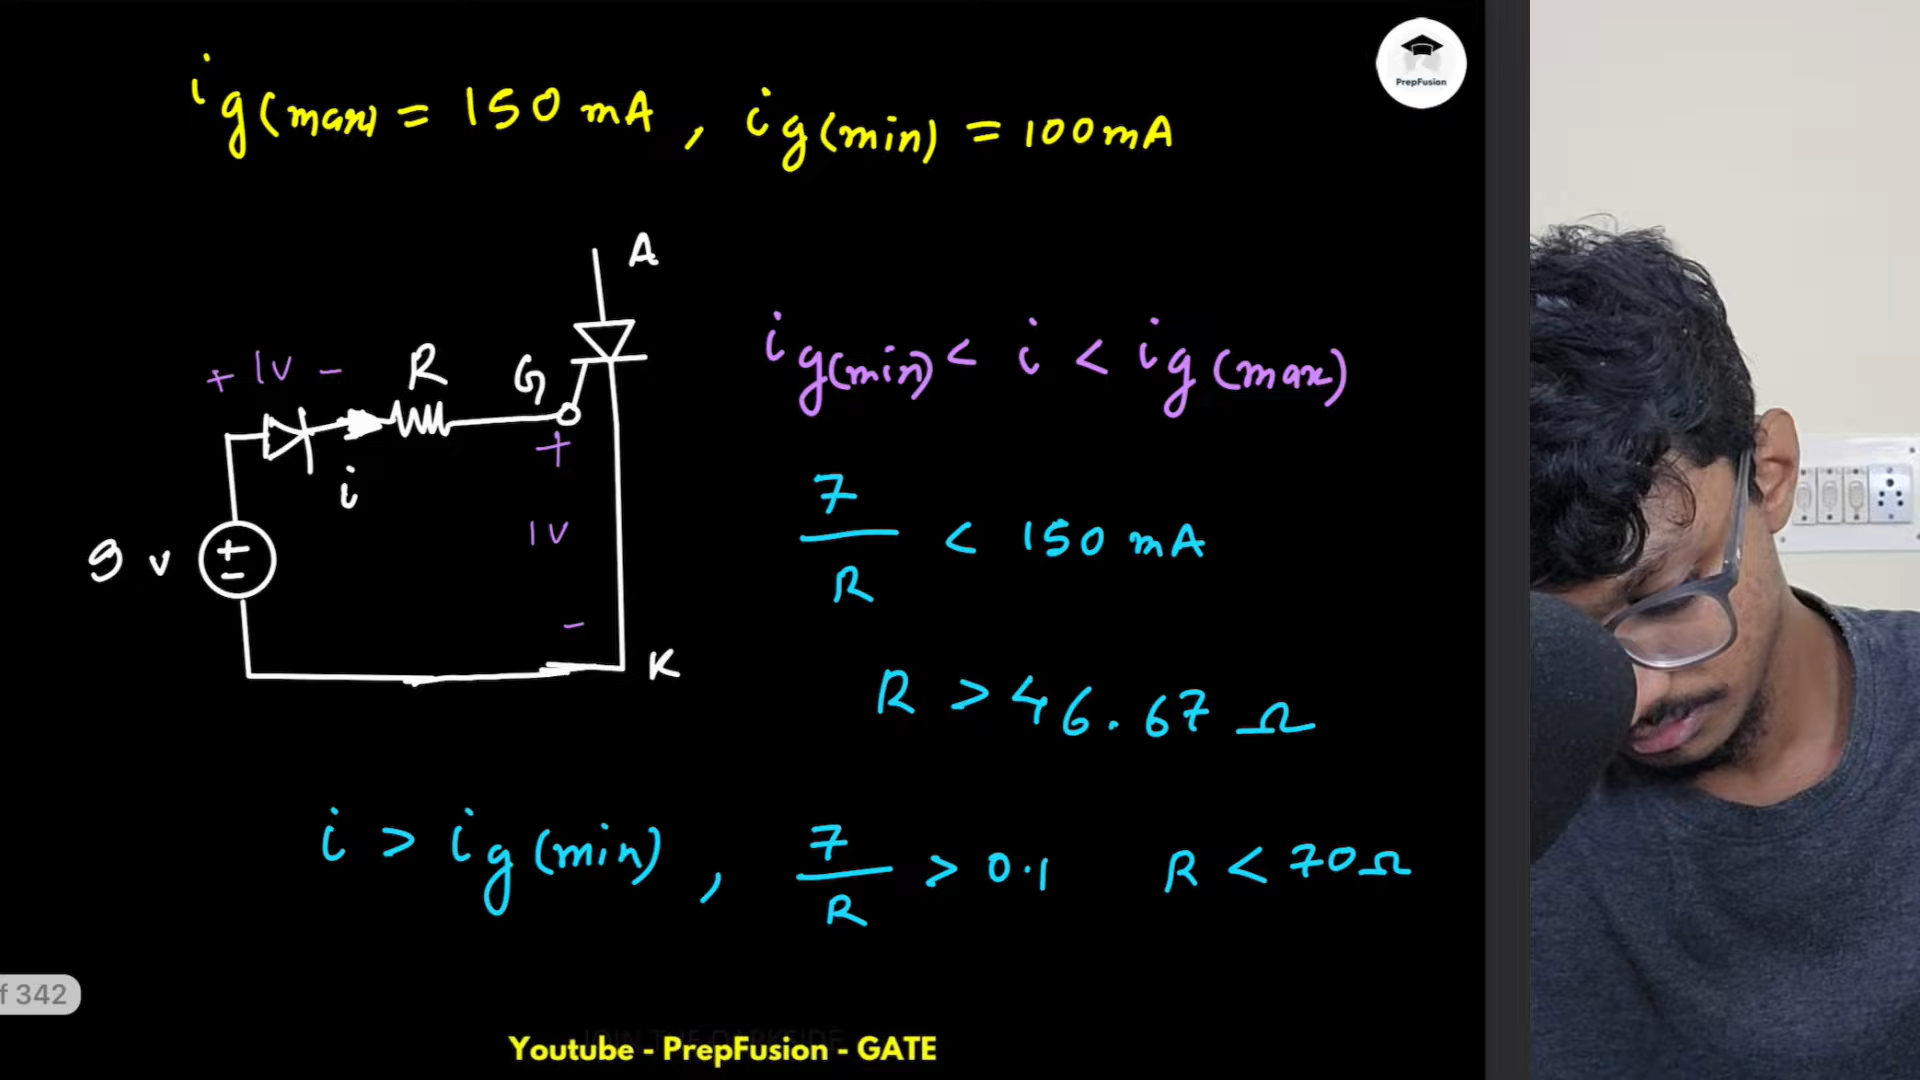 ig(max) = 150 mA , ig(min) = 100mA
PrepFusion
A
+ 1V -
R
G
ig(min) < i < ig(max)
i
+
1V
-
9 V
+
-
K
7/R < 150 mA
R > 46.67 Ω
i > ig(min) , 7/R > 0.1 R < 70Ω
f 342
Youtube - PrepFusion - GATE